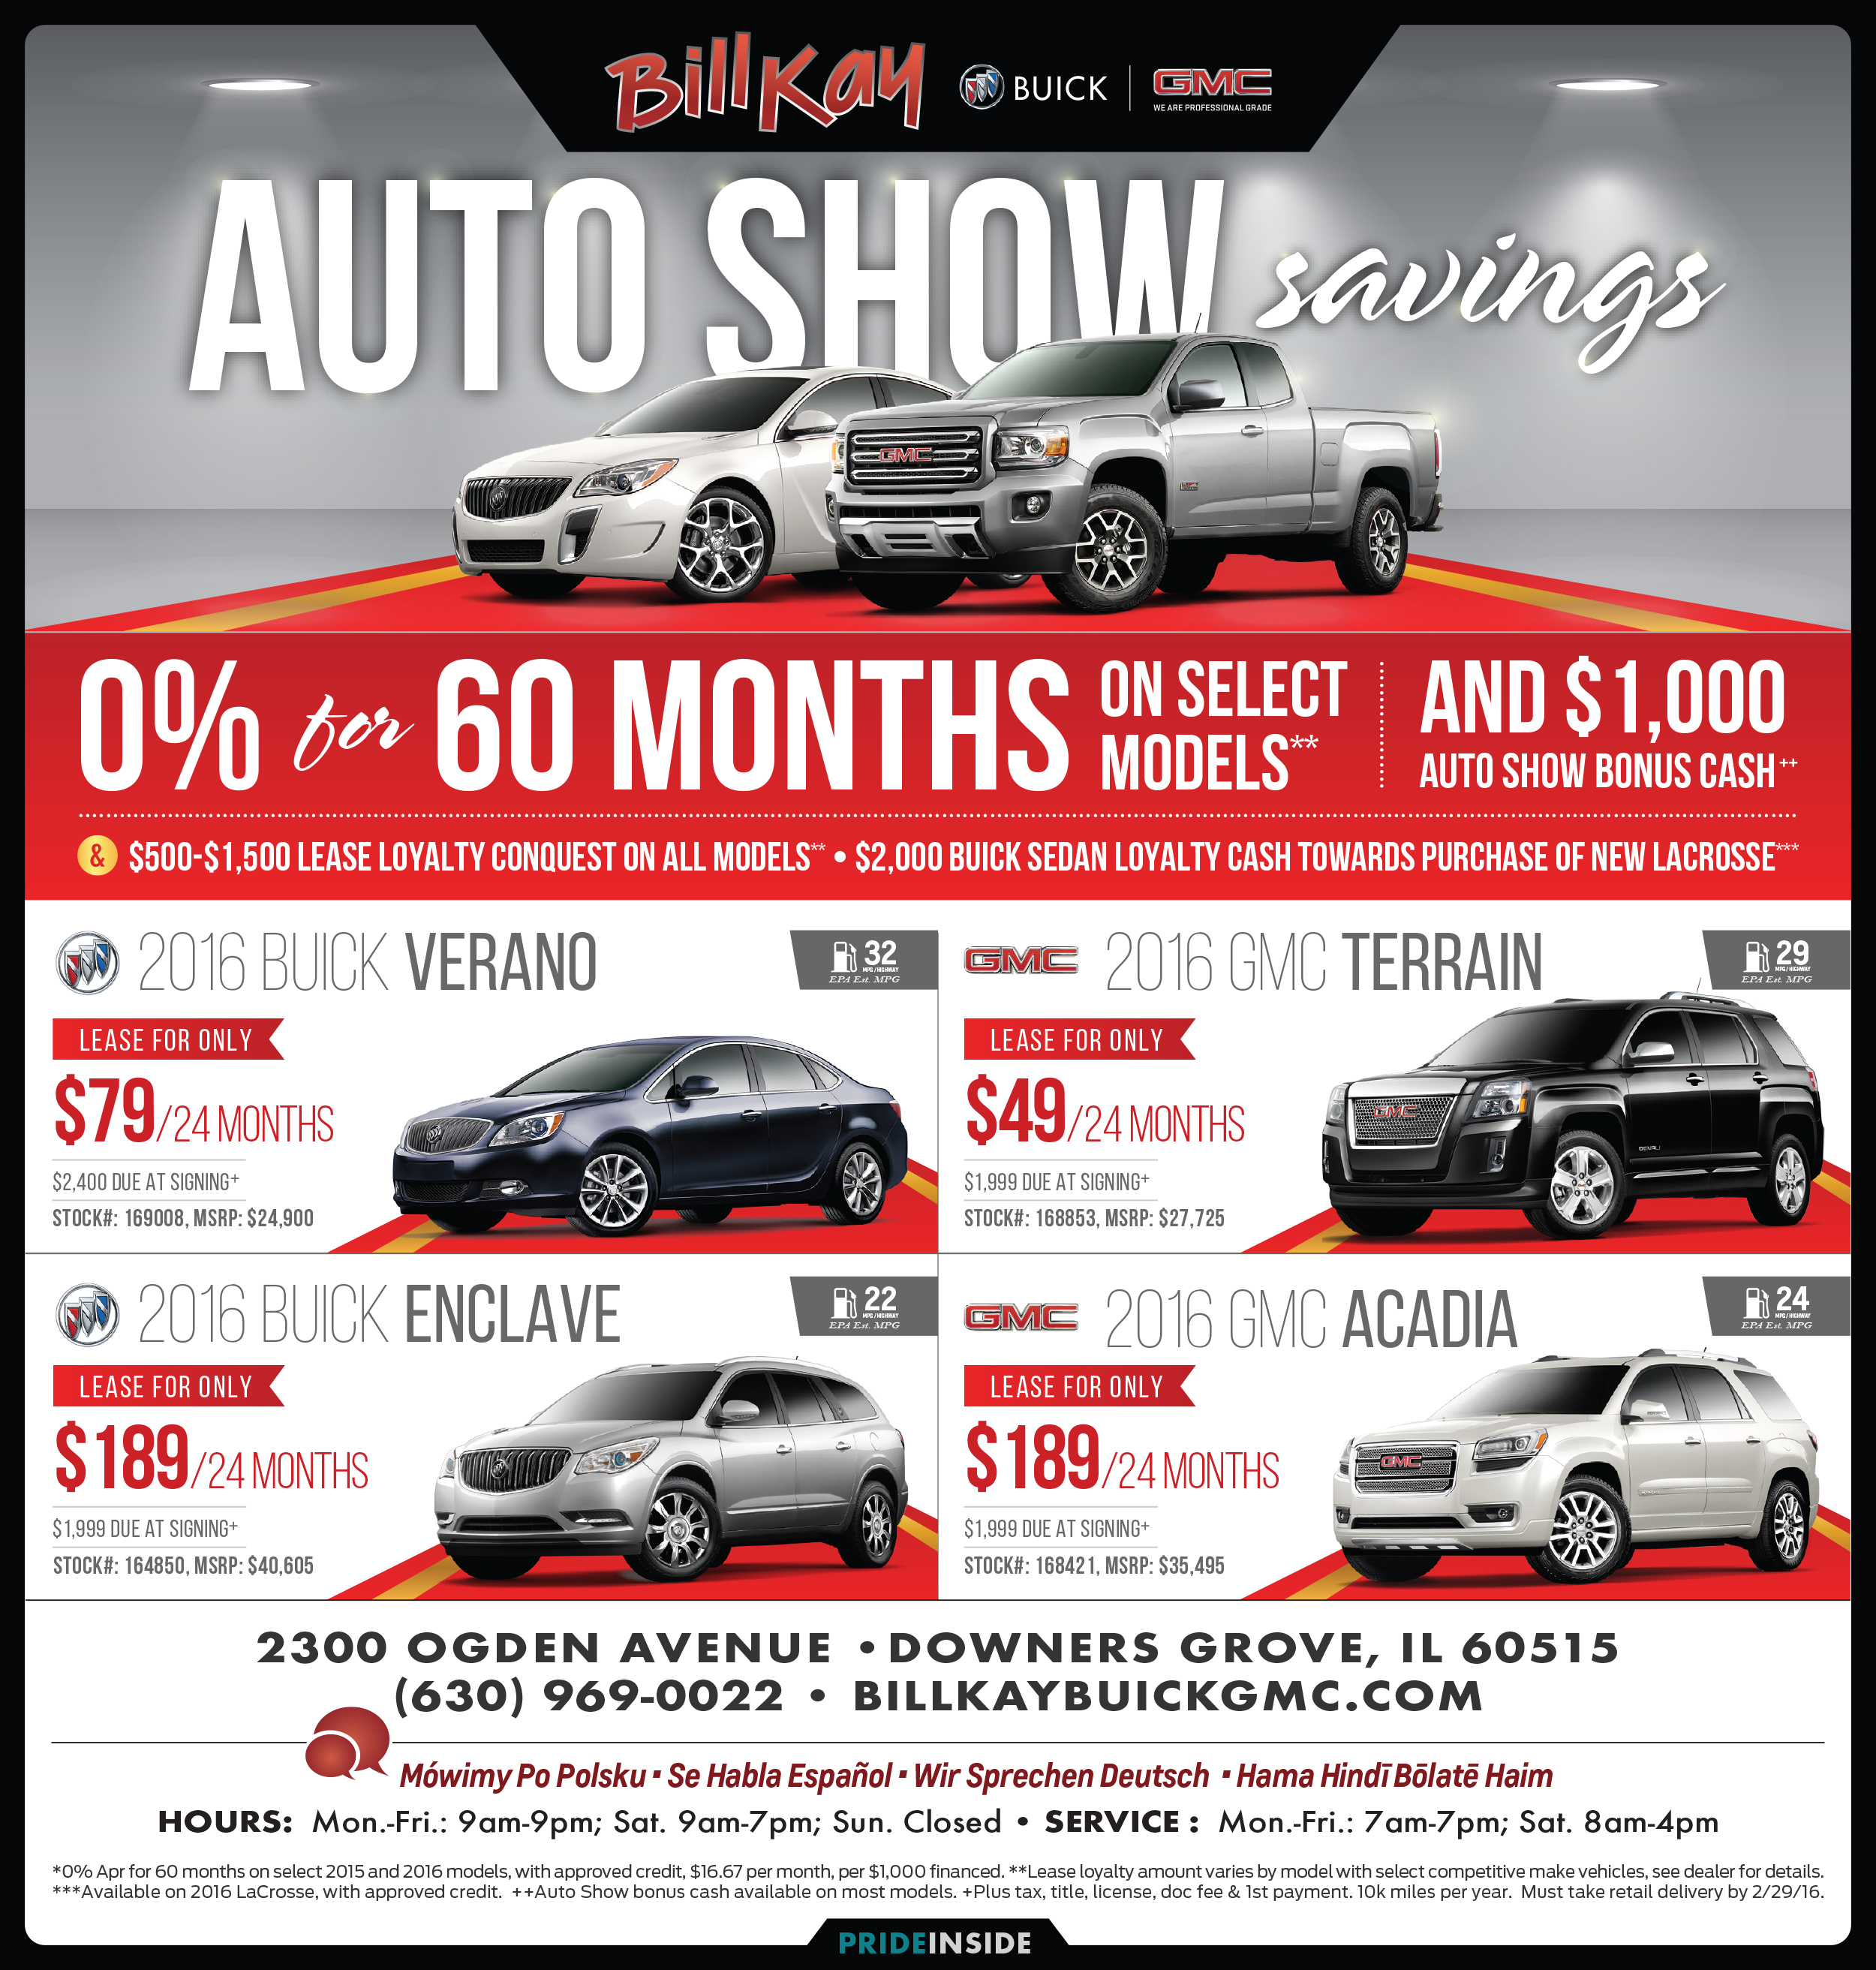 BillKay BUICK GMC
WE ARE PROFESSIONAL GRADE
AUTO SHOW savings
GMC
0% for 60 MONTHS ON SELECT MODELS** AND $1,000 AUTO SHOW BONUS CASH++
& $500-$1,500 LEASE LOYALTY CONQUEST ON ALL MODELS** • $2,000 BUICK SEDAN LOYALTY CASH TOWARDS PURCHASE OF NEW LACROSSE***
2016 BUICK VERANO
32 MPG/HIGHWAY
EPA Est. MPG
LEASE FOR ONLY
$79/24 MONTHS
$2,400 DUE AT SIGNING+
STOCK#: 169008, MSRP: $24,900
GMC 2016 GMC TERRAIN
29 MPG/HIGHWAY
EPA Est. MPG
LEASE FOR ONLY
$49/24 MONTHS
$1,999 DUE AT SIGNING+
STOCK#: 168853, MSRP: $27,725
GMC
DENALI
2016 BUICK ENCLAVE
22 MPG/HIGHWAY
EPA Est. MPG
LEASE FOR ONLY
$189/24 MONTHS
$1,999 DUE AT SIGNING+
STOCK#: 164850, MSRP: $40,605
GMC 2016 GMC ACADIA
24 MPG/HIGHWAY
EPA Est. MPG
LEASE FOR ONLY
$189/24 MONTHS
$1,999 DUE AT SIGNING+
STOCK#: 168421, MSRP: $35,495
GMC
2300 OGDEN AVENUE • DOWNERS GROVE, IL 60515
(630) 969-0022 • BILLKAYBUICKGMC.COM
Mówimy Po Polsku · Se Habla Español · Wir Sprechen Deutsch · Hama Hindī Bōlatē Haim
HOURS: Mon.-Fri.: 9am-9pm; Sat. 9am-7pm; Sun. Closed • SERVICE : Mon.-Fri.: 7am-7pm; Sat. 8am-4pm
*0% Apr for 60 months on select 2015 and 2016 models, with approved credit, $16.67 per month, per $1,000 financed. **Lease loyalty amount varies by model with select competitive make vehicles, see dealer for details.
***Available on 2016 LaCrosse, with approved credit. ++Auto Show bonus cash available on most models. +Plus tax, title, license, doc fee & 1st payment. 10k miles per year. Must take retail delivery by 2/29/16.
PRIDEINSIDE